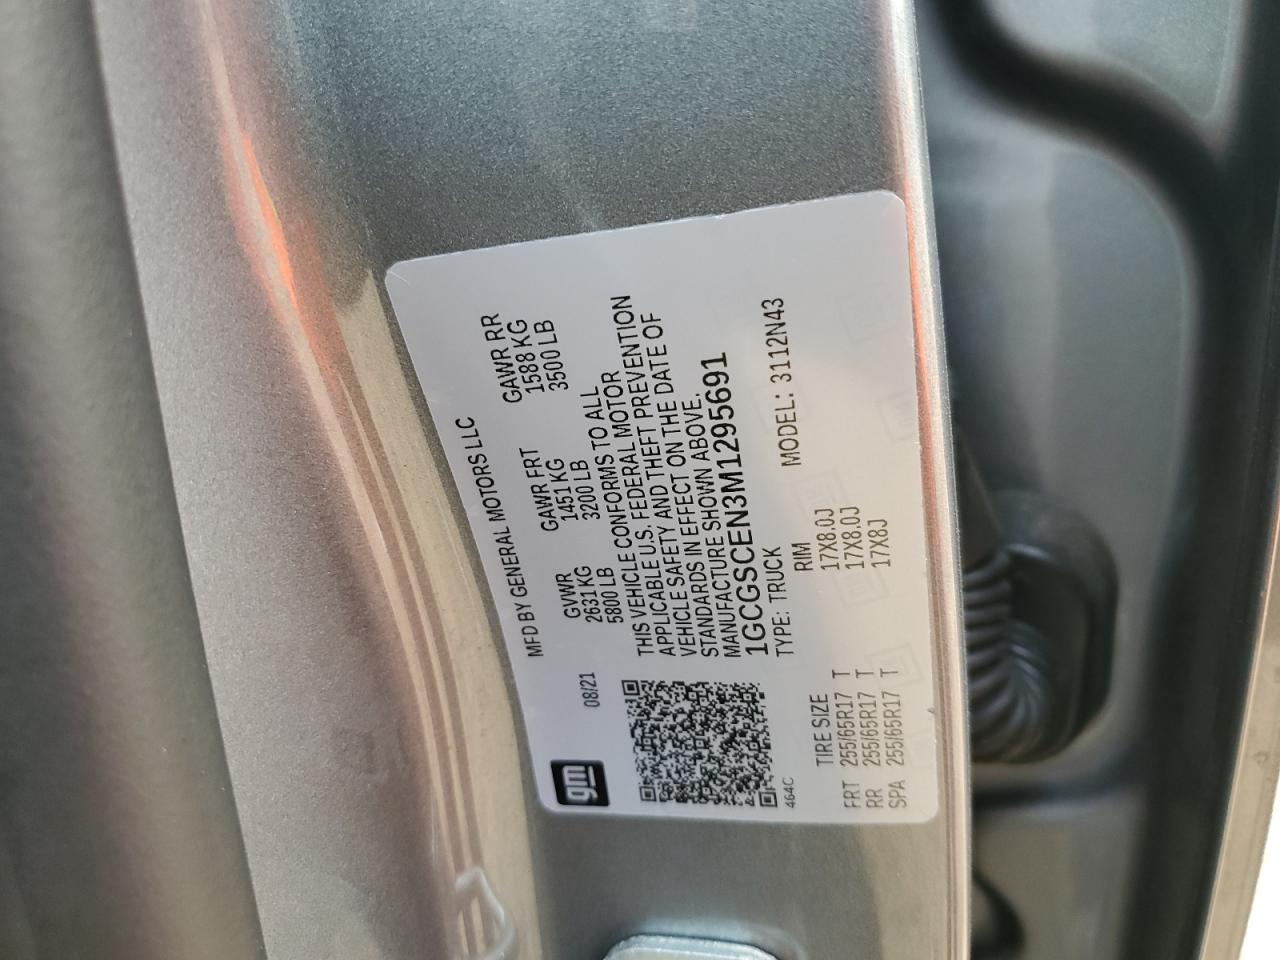 gm
08/21
MFD BY GENERAL MOTORS LLC
GVWR GAWR FRT GAWR RR
2631 KG 1451 KG 1588 KG
5800 LB 3200 LB 3500 LB
THIS VEHICLE CONFORMS TO ALL
APPLICABLE U.S. FEDERAL MOTOR
VEHICLE SAFETY AND THEFT PREVENTION
STANDARDS IN EFFECT ON THE DATE OF
MANUFACTURE SHOWN ABOVE.
1GCGSCEN3M1295691
TYPE: TRUCK MODEL: 3112N43
464C
TIRE SIZE RIM
FRT 255/65R17 T 17X8.0J
RR 255/65R17 T 17X8.0J
SPA 255/65R17 T 17X8J